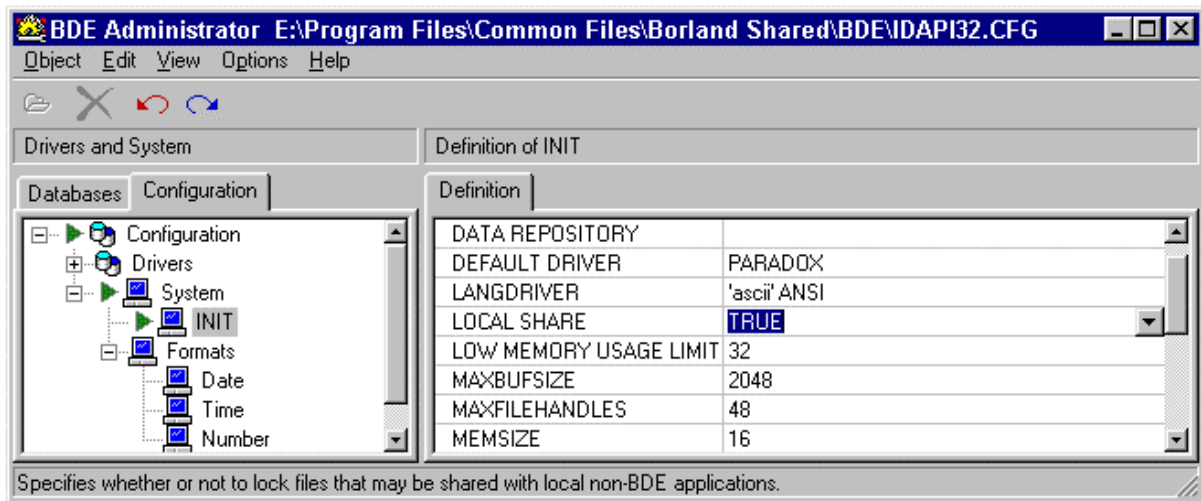 BDE Administrator E:\Program Files\Common Files\Borland Shared\BDE\IDAPI32.CFG
Object Edit View Options Help
Drivers and System
Definition of INIT
Databases Configuration
Definition
Configuration
Drivers
System
INIT
Formats
Date
Time
Number
DATA REPOSITORY
DEFAULT DRIVER PARADOX
LANGDRIVER 'ascii' ANSI
LOCAL SHARE TRUE
LOW MEMORY USAGE LIMIT 32
MAXBUFSIZE 2048
MAXFILEHANDLES 48
MEMSIZE 16
Specifies whether or not to lock files that may be shared with local non-BDE applications.